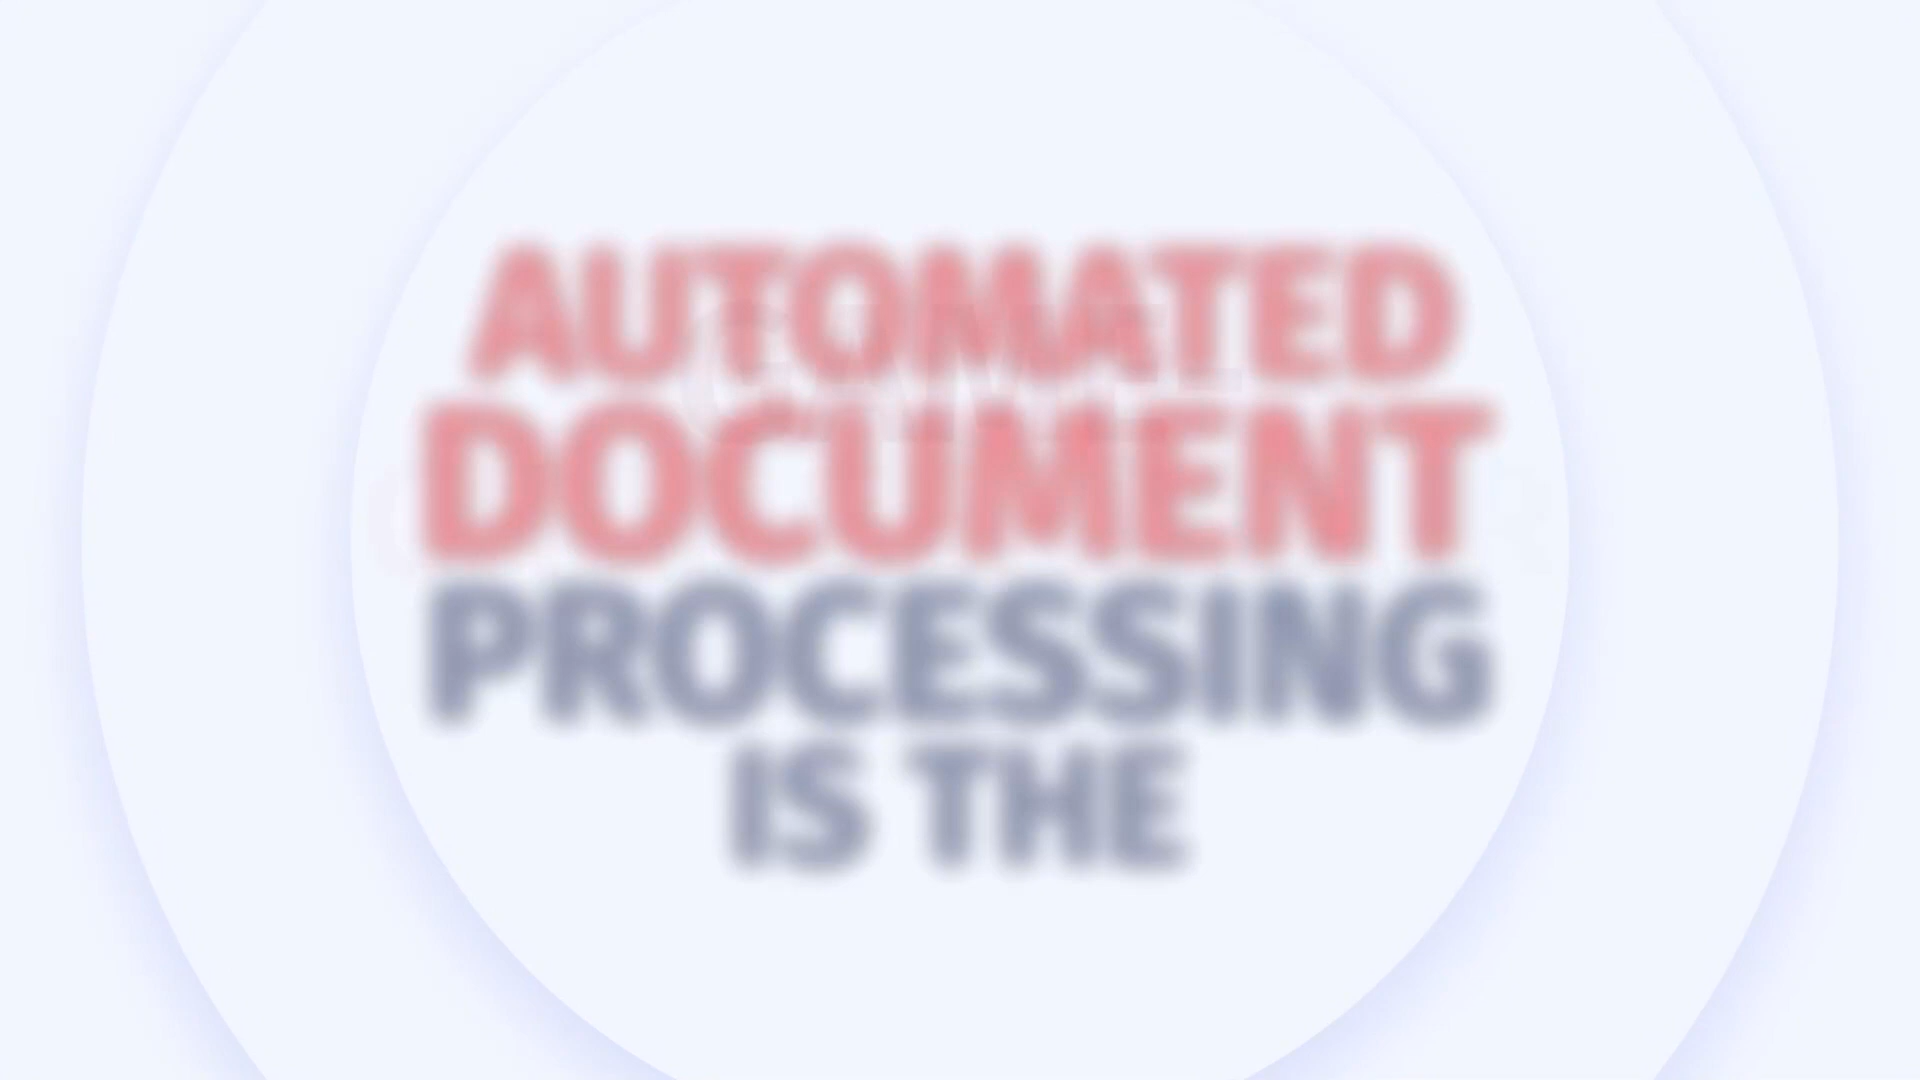 AUTOMATED
DOCUMENT
PROCESSING
IS THE